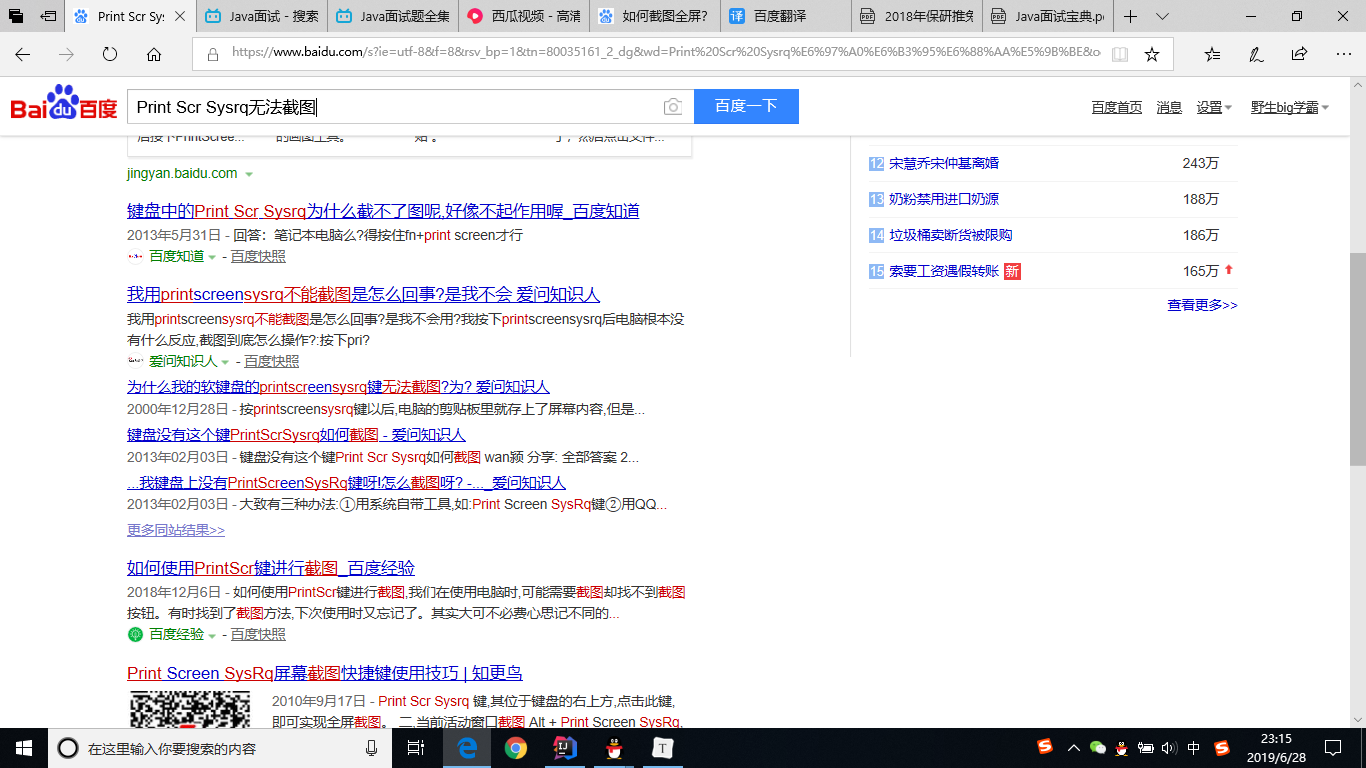 Print Scr Sys
Java面试 - 搜索
Java面试题全集
西瓜视频 - 高清
如何截图全屏?
百度翻译
2018年保研推免
Java面试宝典.p
https://www.baidu.com/s?ie=utf-8&f=8&rsv_bp=1&tn=80035161_2_dg&wd=Print%20Scr%20Sysrq%E6%97%A0%E6%B3%95%E6%88%AA%E5%9B%BE&o
Bai du 百度
Print Scr Sysrq无法截图
百度一下
百度首页 消息 设置 野生big学霸
后按下PrintScree... 的画图工具。 贴 。 了，然后点击文件...
jingyan.baidu.com
键盘中的Print Scr Sysrq为什么截不了图呢,好像不起作用喔_百度知道
2013年5月31日 - 回答：笔记本电脑么?得按住fn+print screen才行
百度知道 - 百度快照
我用printscreensysrq不能截图是怎么回事?是我不会 爱问知识人
我用printscreensysrq不能截图是怎么回事?是我不会用?我按下printscreensysrq后电脑根本没
有什么反应,截图到底怎么操作?:按下pri?
爱问知识人 - 百度快照
为什么我的软键盘的printscreensysrq键无法截图?为? 爱问知识人
2000年12月28日 - 按printscreensysrq键以后,电脑的剪贴板里就存上了屏幕内容,但是...
键盘没有这个键PrintScrSysrq如何截图 - 爱问知识人
2013年02月03日 - 键盘没有这个键Print Scr Sysrq如何截图 wan颍 分享: 全部答案 2...
...我键盘上没有PrintScreenSysRq键呀!怎么截图呀? -..._爱问知识人
2013年02月03日 - 大致有三种办法:①用系统自带工具,如:Print Screen SysRq键②用QQ...
更多同站结果>>
如何使用PrintScr键进行截图_百度经验
2018年12月6日 - 如何使用PrintScr键进行截图,我们在使用电脑时,可能需要截图却找不到截图
按钮。有时找到了截图方法,下次使用时又忘记了。其实大可不必费心思记不同的...
百度经验 - 百度快照
Print Screen SysRq屏幕截图快捷键使用技巧 | 知更鸟
2010年9月17日 - Print Scr Sysrq 键,其位于键盘的右上方,点击此键,
即可实现全屏截图。 二,当前活动窗口截图 Alt + Print Screen SysRq,
12 宋慧乔宋仲基离婚 243万
13 奶粉禁用进口奶源 188万
14 垃圾桶卖断货被限购 186万
15 索要工资遇假转账 新 165万
查看更多>>
在这里输入你要搜索的内容
中
23:15
2019/6/28